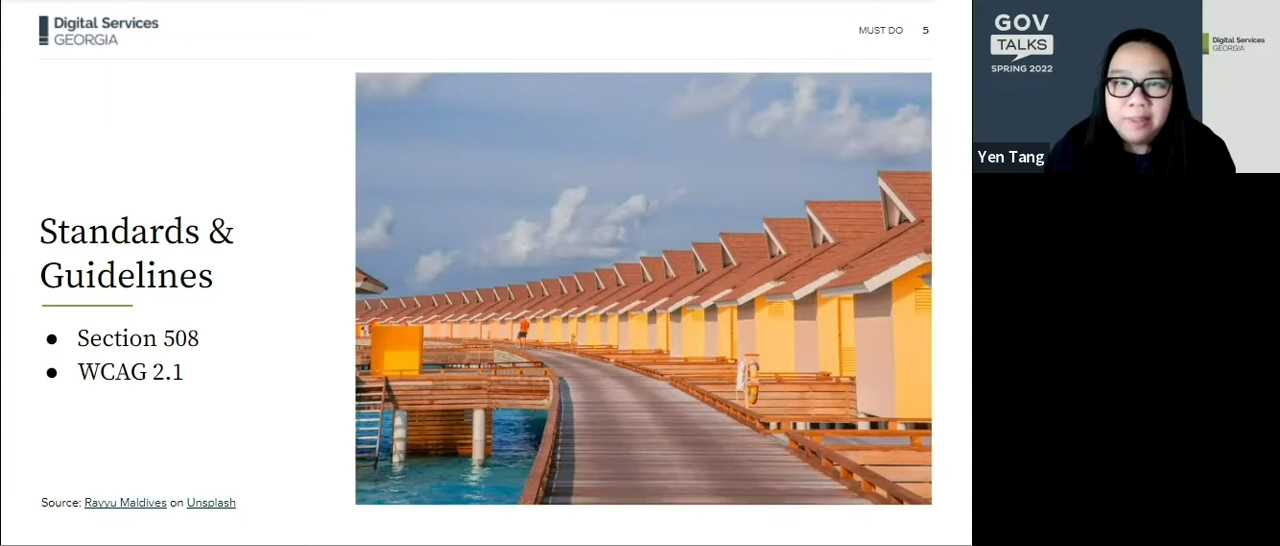 Digital Services
GEORGIA
MUST DO 5
Standards &
Guidelines
● Section 508
● WCAG 2.1
Source: Rayyu Maldives on Unsplash
GOV
TALKS
SPRING 2022
Digital Services
GEORGIA
Yen Tang